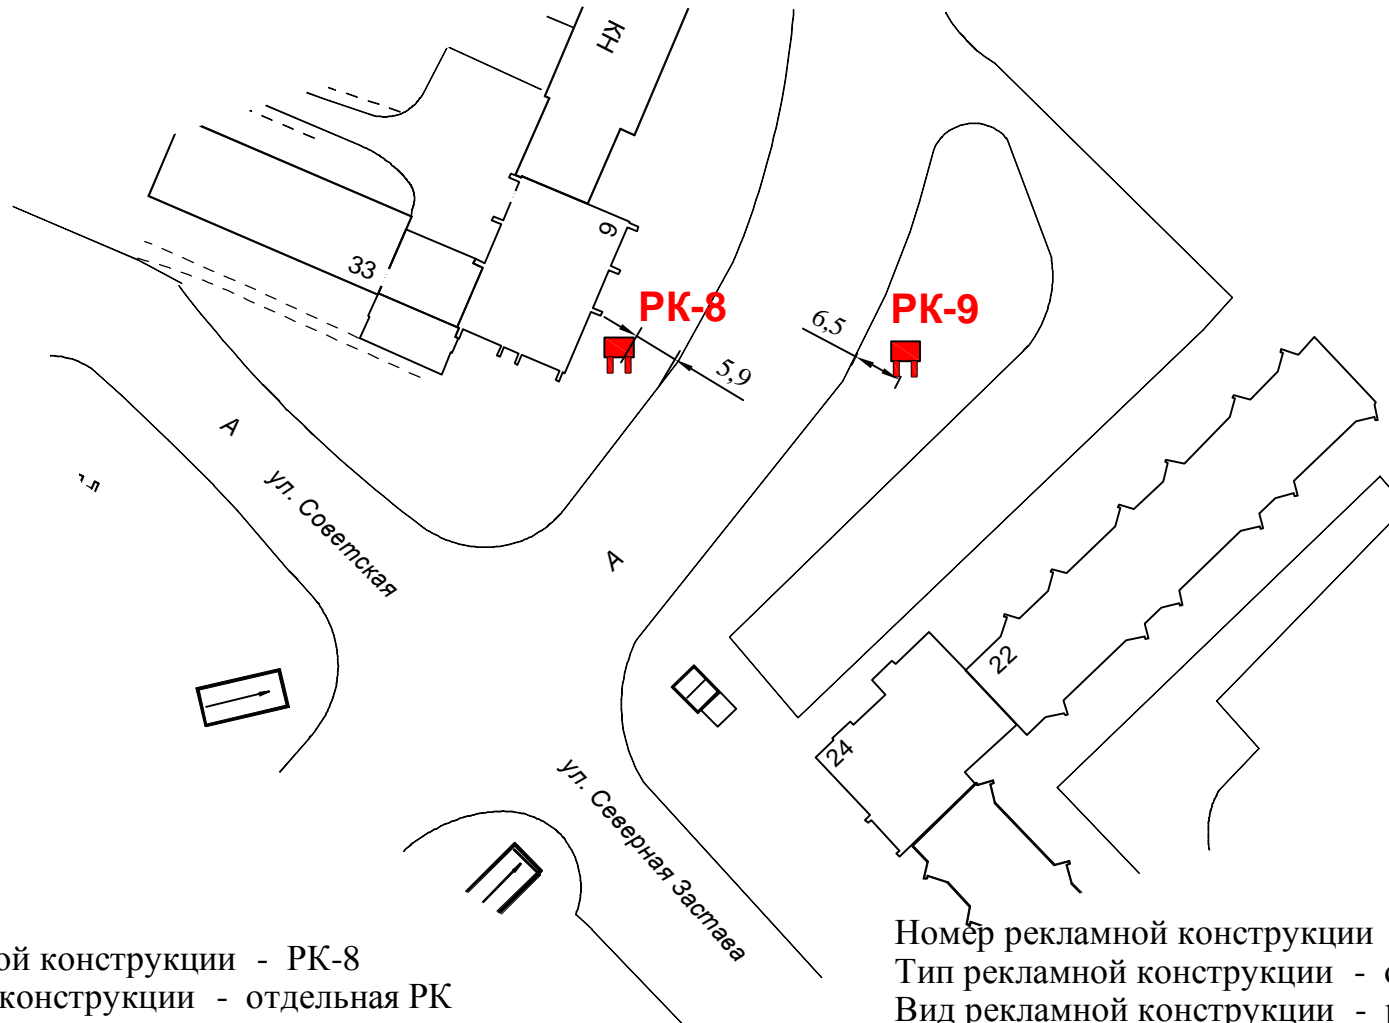 КН
6
33
РК-8
РК-9
6,5
5,9
А
ул. Советская
А
22
24
ул. Северная Застава
ой конструкции - РК-8
конструкции - отдельная РК
Номер рекламной конструкции
Тип рекламной конструкции -
Вид рекламной конструкции -